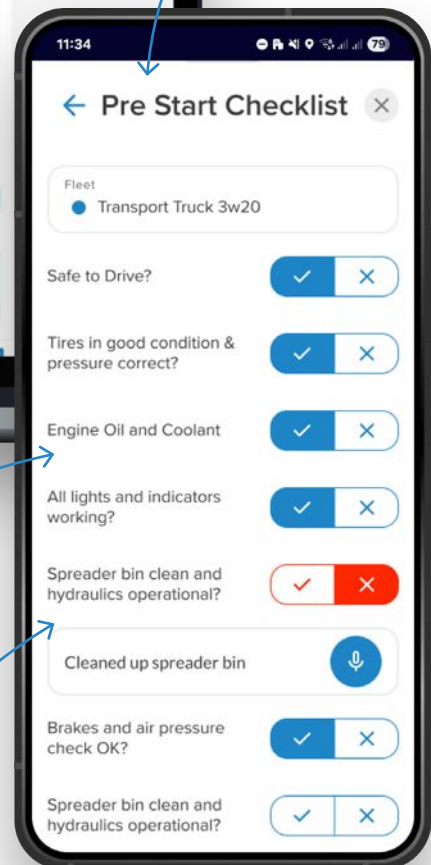 11:34
79
Pre Start Checklist
Fleet
Transport Truck 3w20
Safe to Drive?
Tires in good condition &
pressure correct?
Engine Oil and Coolant
All lights and indicators
working?
Spreader bin clean and
hydraulics operational?
Cleaned up spreader bin
Brakes and air pressure
check OK?
Spreader bin clean and
hydraulics operational?